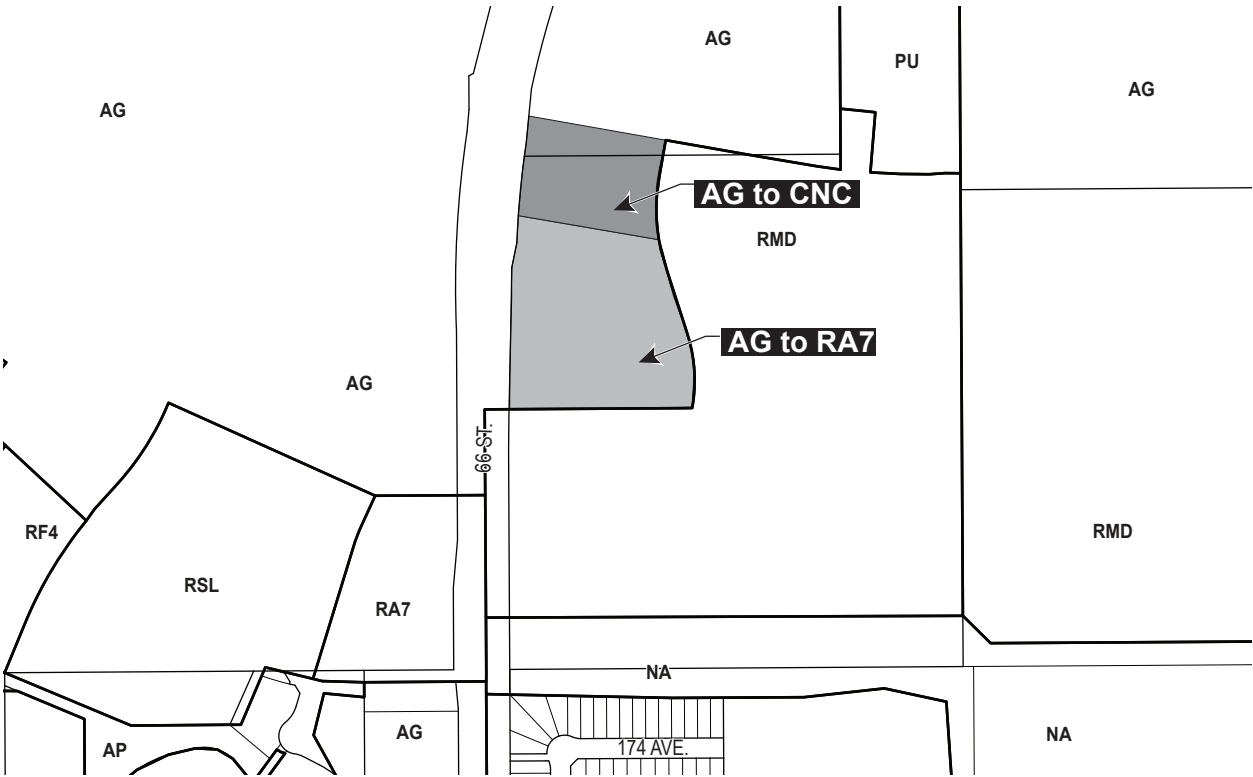 AG
PU
AG
AG
AG to CNC
RMD
AG to RA7
AG
66 ST.
RF4
RMD
RSL
RA7
NA
AG
NA
AP
174 AVE.